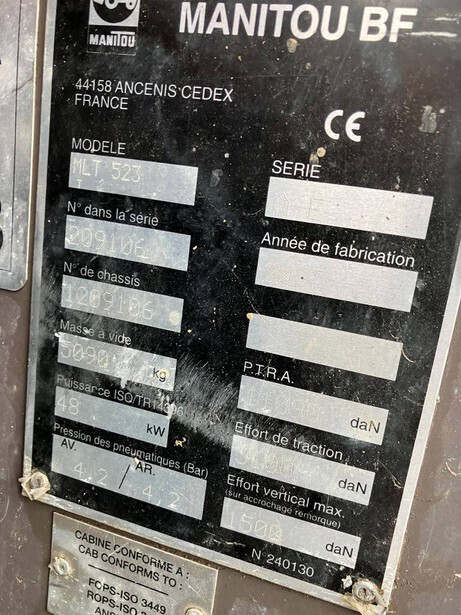 MANITOU
MANITOU BF
44158 ANCENIS CEDEX
FRANCE
CE
MODELE
MLT 523
T
SERIE
N° dans la série
209106
Année de fabrication
N° de chassis
1209106
Masse à vide
5090 kg
P.T.R.A.
daN
Puissance ISO/TR14396
48 kW
Effort de traction
daN
Pression des pneumatiques (Bar)
AV. AR.
4.2 / 4.2
Effort vertical max.
(sur accrochage remorque)
1500 daN
N 240130
CABINE CONFORME A :
CAB CONFORMS TO :
FOPS-ISO 3449
ROPS-ISO